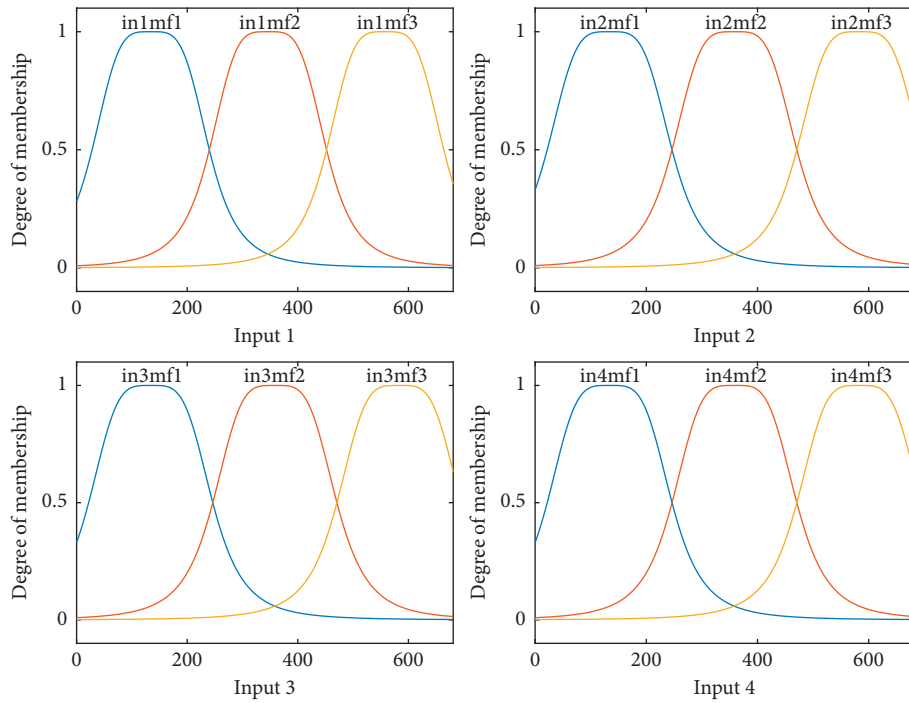 in1mf1 in1mf2 in1mf3
1
0.5
0
Degree of membership
0 200 400 600
Input 1
in2mf1 in2mf2 in2mf3
1
0.5
0
Degree of membership
0 200 400 600
Input 2
in3mf1 in3mf2 in3mf3
1
0.5
0
Degree of membership
0 200 400 600
Input 3
in4mf1 in4mf2 in4mf3
1
0.5
0
Degree of membership
0 200 400 600
Input 4